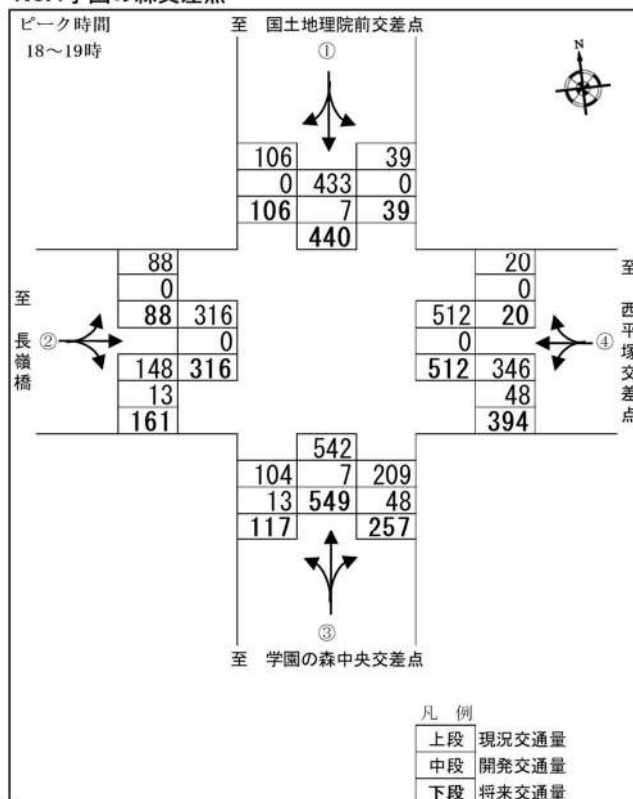 ピーク時間
18〜19時
至 国土地理院前交差点
①
N
106 39
0 433 0
106 7 39
440
88
0
88 316
0
148 316
13
161
至 長嶺橋
②
20
0
512 20
0
512 346
48
394
④
至 西平塚交差点
542
104 7 209
13 549 48
117 257
③
至 学園の森中央交差点
凡 例
上段 現況交通量
中段 開発交通量
下段 将来交通量